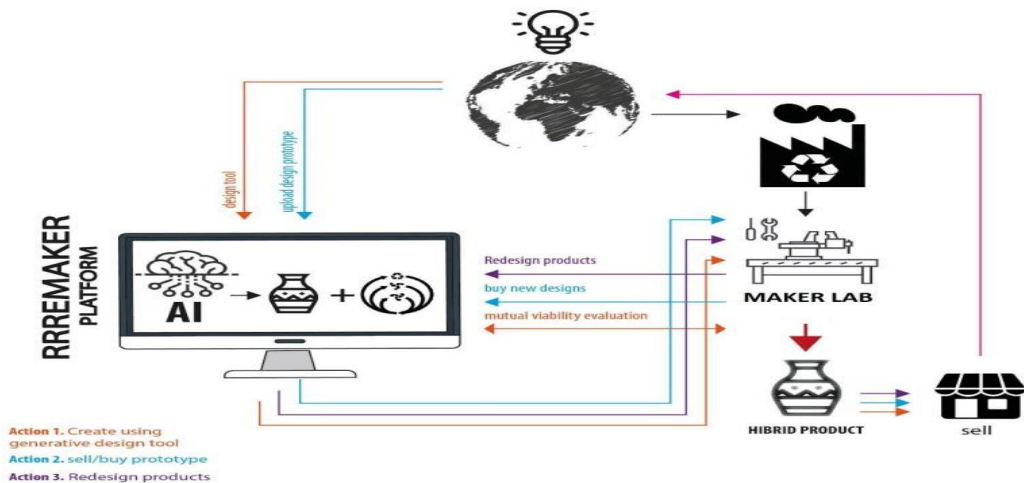 design tool
upload design prototype
RRREMAKER
PLATFORM
AI
Redesign products
buy new designs
mutual viability evaluation
MAKER LAB
HIBRID PRODUCT
sell
Action 1. Create using
generative design tool
Action 2. sell/buy prototype
Action 3. Redesign products